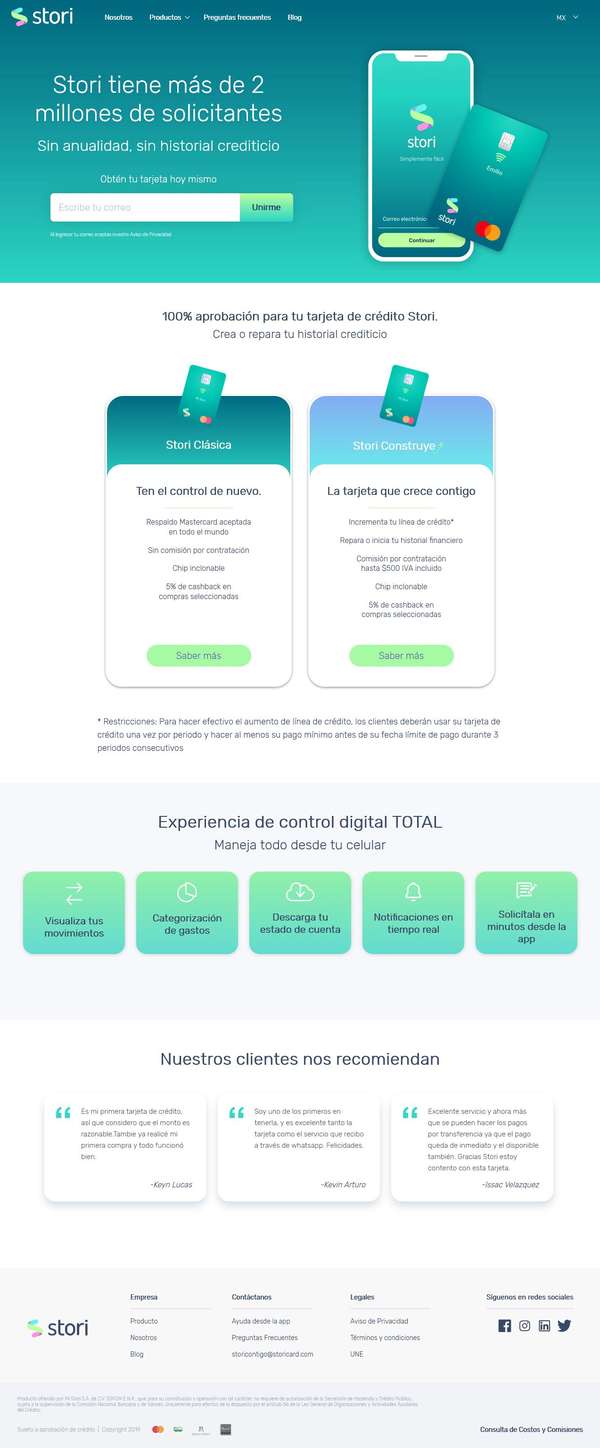 stori
Nosotros
Productos
Preguntas frecuentes
Blog
MX
Stori tiene más de 2
millones de solicitantes
Sin anualidad, sin historial crediticio
Obtén tu tarjeta hoy mismo
Escribe tu correo
Unirme
Al ingresar tu correo aceptas nuestro Aviso de Privacidad
stori
Simplemente fácil
Correo electrónico
Continuar
Emilio
stori
100% aprobación para tu tarjeta de crédito Stori.
Crea o repara tu historial crediticio
Stori Clásica
Ten el control de nuevo.
Respaldo Mastercard aceptada
en todo el mundo
Sin comisión por contratación
Chip inclonable
5% de cashback en
compras seleccionadas
Saber más
Stori Construye
La tarjeta que crece contigo
Incrementa tu línea de crédito*
Repara o inicia tu historial financiero
Comisión por contratación
hasta $500 IVA incluido
Chip inclonable
5% de cashback en
compras seleccionadas
Saber más
* Restricciones: Para hacer efectivo el aumento de línea de crédito, los clientes deberán usar su tarjeta de
crédito una vez por periodo y hacer al menos su pago mínimo antes de su fecha límite de pago durante 3
periodos consecutivos
Experiencia de control digital TOTAL
Maneja todo desde tu celular
Visualiza tus
movimientos
Categorización
de gastos
Descarga tu
estado de cuenta
Notificaciones en
tiempo real
Solicítala en
minutos desde la
app
Nuestros clientes nos recomiendan
Es mi primera tarjeta de crédito,
así que considero que el monto es
razonable.Tambie ya realicé mi
primera compra y todo funcionó
bien.
-Keyn Lucas
Soy uno de los primeros en
tenerla, y es excelente tanto la
tarjeta como el servicio que recibo
a través de whatsapp. Felicidades.
-Kevin Arturo
Excelente servicio y ahora más
que se pueden hacer los pagos
por transferencia ya que el pago
queda de inmediato y el disponible
también. Gracias Stori estoy
contento con esta tarjeta.
-Issac Velazquez
stori
Empresa
Producto
Nosotros
Blog
Contáctanos
Ayuda desde la app
Preguntas Frecuentes
storicontigo@storicard.com
Legales
Aviso de Privacidad
Términos y condiciones
UNE
Síguenos en redes sociales
Sujeto a aprobación de crédito | Copyright 2019
Consulta de Costos y Comisiones